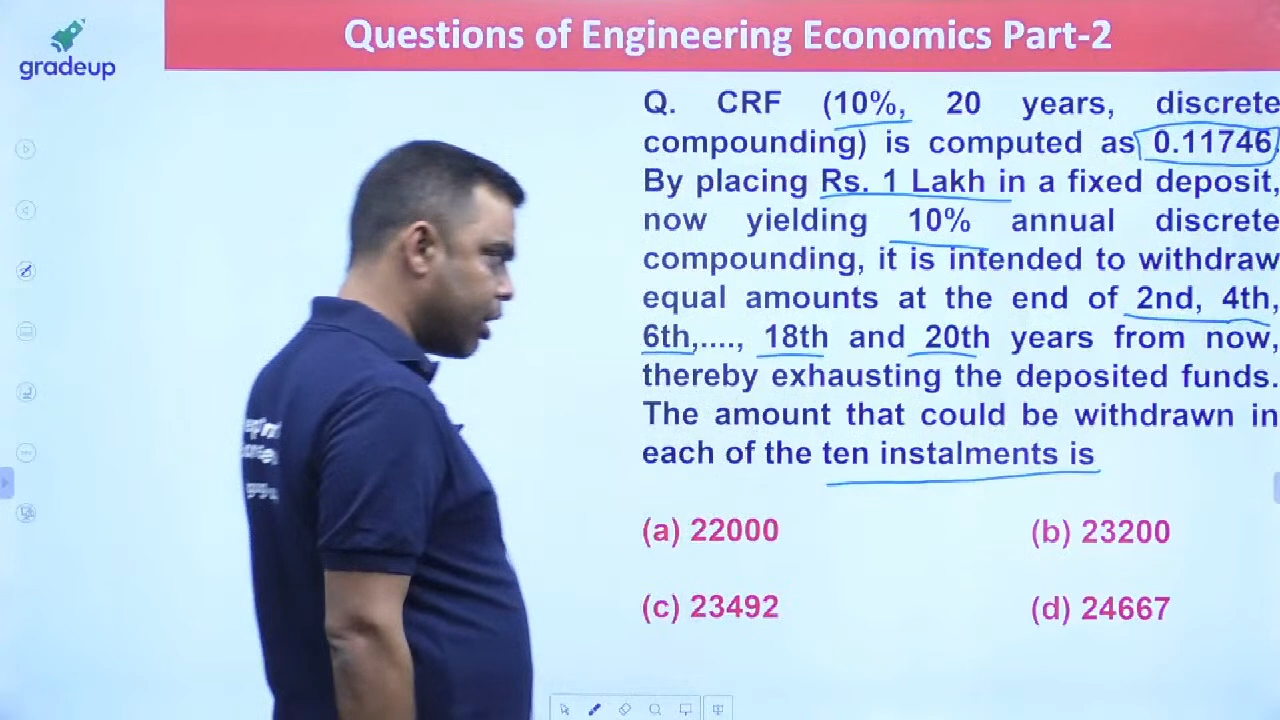 Questions of Engineering Economics Part-2
gradeup
Q. CRF (10%, 20 years, discrete
compounding) is computed as 0.11746.
By placing Rs. 1 Lakh in a fixed deposit,
now yielding 10% annual discrete
compounding, it is intended to withdraw
equal amounts at the end of 2nd, 4th,
6th,...., 18th and 20th years from now,
thereby exhausting the deposited funds.
The amount that could be withdrawn in
each of the ten instalments is
(a) 22000
(b) 23200
(c) 23492
(d) 24667